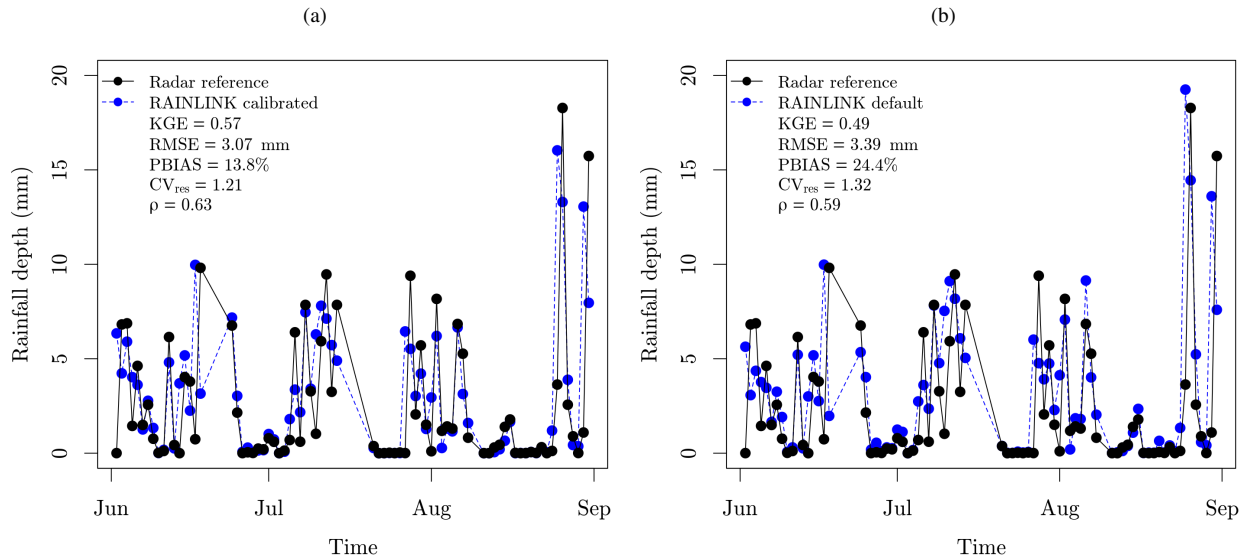 (a)
20
15
10
5
0
Rainfall depth (mm)
Radar reference
RAINLINK calibrated
KGE = 0.57
RMSE = 3.07 mm
PBIAS = 13.8%
CVres = 1.21
ρ = 0.63
Jun
Jul
Aug
Sep
Time
(b)
20
15
10
5
0
Rainfall depth (mm)
Radar reference
RAINLINK default
KGE = 0.49
RMSE = 3.39 mm
PBIAS = 24.4%
CVres = 1.32
ρ = 0.59
Jun
Jul
Aug
Sep
Time